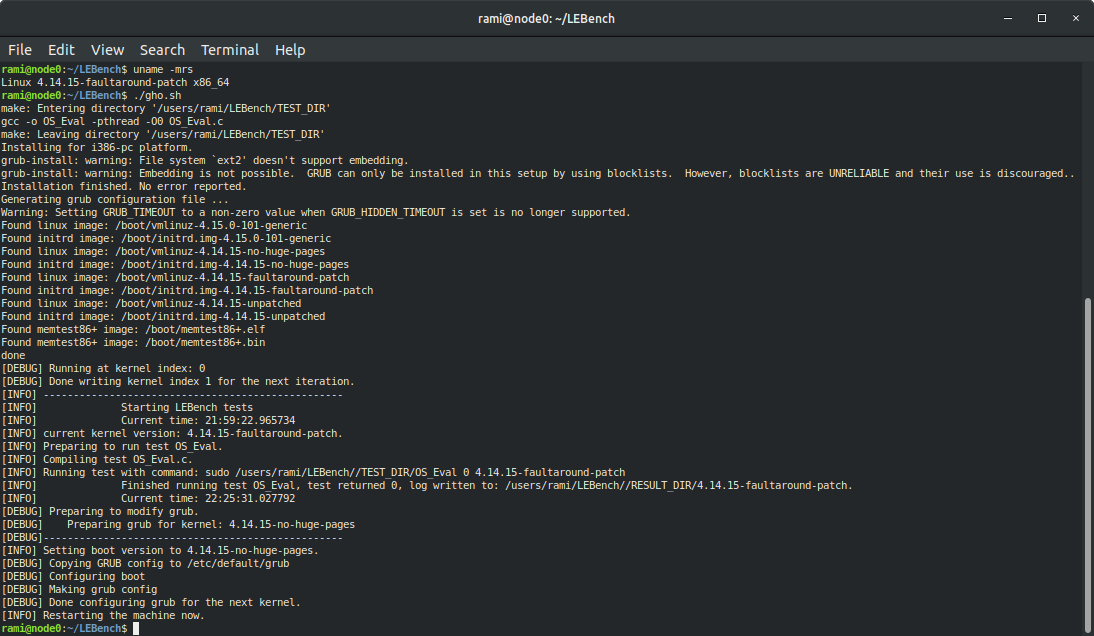 rami@node0: ~/LEBench
File Edit View Search Terminal Help
rami@node0:~/LEBench$ uname -mrs
Linux 4.14.15-faultaround-patch x86_64
rami@node0:~/LEBench$ ./gho.sh
make: Entering directory '/users/rami/LEBench/TEST_DIR'
gcc -o OS_Eval -pthread -O0 OS_Eval.c
make: Leaving directory '/users/rami/LEBench/TEST_DIR'
Installing for i386-pc platform.
grub-install: warning: File system `ext2' doesn't support embedding.
grub-install: warning: Embedding is not possible.  GRUB can only be installed in this setup by using blocklists.  However, blocklists are UNRELIABLE and their use is discouraged..
Installation finished. No error reported.
Generating grub configuration file ...
Warning: Setting GRUB_TIMEOUT to a non-zero value when GRUB_HIDDEN_TIMEOUT is set is no longer supported.
Found linux image: /boot/vmlinuz-4.15.0-101-generic
Found initrd image: /boot/initrd.img-4.15.0-101-generic
Found linux image: /boot/vmlinuz-4.14.15-no-huge-pages
Found initrd image: /boot/initrd.img-4.14.15-no-huge-pages
Found linux image: /boot/vmlinuz-4.14.15-faultaround-patch
Found initrd image: /boot/initrd.img-4.14.15-faultaround-patch
Found linux image: /boot/vmlinuz-4.14.15-unpatched
Found initrd image: /boot/initrd.img-4.14.15-unpatched
Found memtest86+ image: /boot/memtest86+.elf
Found memtest86+ image: /boot/memtest86+.bin
done
[DEBUG] Running at kernel index: 0
[DEBUG] Done writing kernel index 1 for the next iteration.
[INFO] --------------------------------------------------
[INFO]              Starting LEBench tests
[INFO]              Current time: 21:59:22.965734
[INFO] current kernel version: 4.14.15-faultaround-patch.
[INFO] Preparing to run test OS_Eval.
[INFO] Compiling test OS_Eval.c.
[INFO] Running test with command: sudo /users/rami/LEBench//TEST_DIR/OS_Eval 0 4.14.15-faultaround-patch
[INFO]              Finished running test OS_Eval, test returned 0, log written to: /users/rami/LEBench//RESULT_DIR/4.14.15-faultaround-patch.
[INFO]              Current time: 22:25:31.027792
[DEBUG] Preparing to modify grub.
[DEBUG]    Preparing grub for kernel: 4.14.15-no-huge-pages
[DEBUG]--------------------------------------------------
[INFO] Setting boot version to 4.14.15-no-huge-pages.
[DEBUG] Copying GRUB config to /etc/default/grub
[DEBUG] Configuring boot
[DEBUG] Making grub config
[DEBUG] Done configuring grub for the next kernel.
[INFO] Restarting the machine now.
rami@node0:~/LEBench$